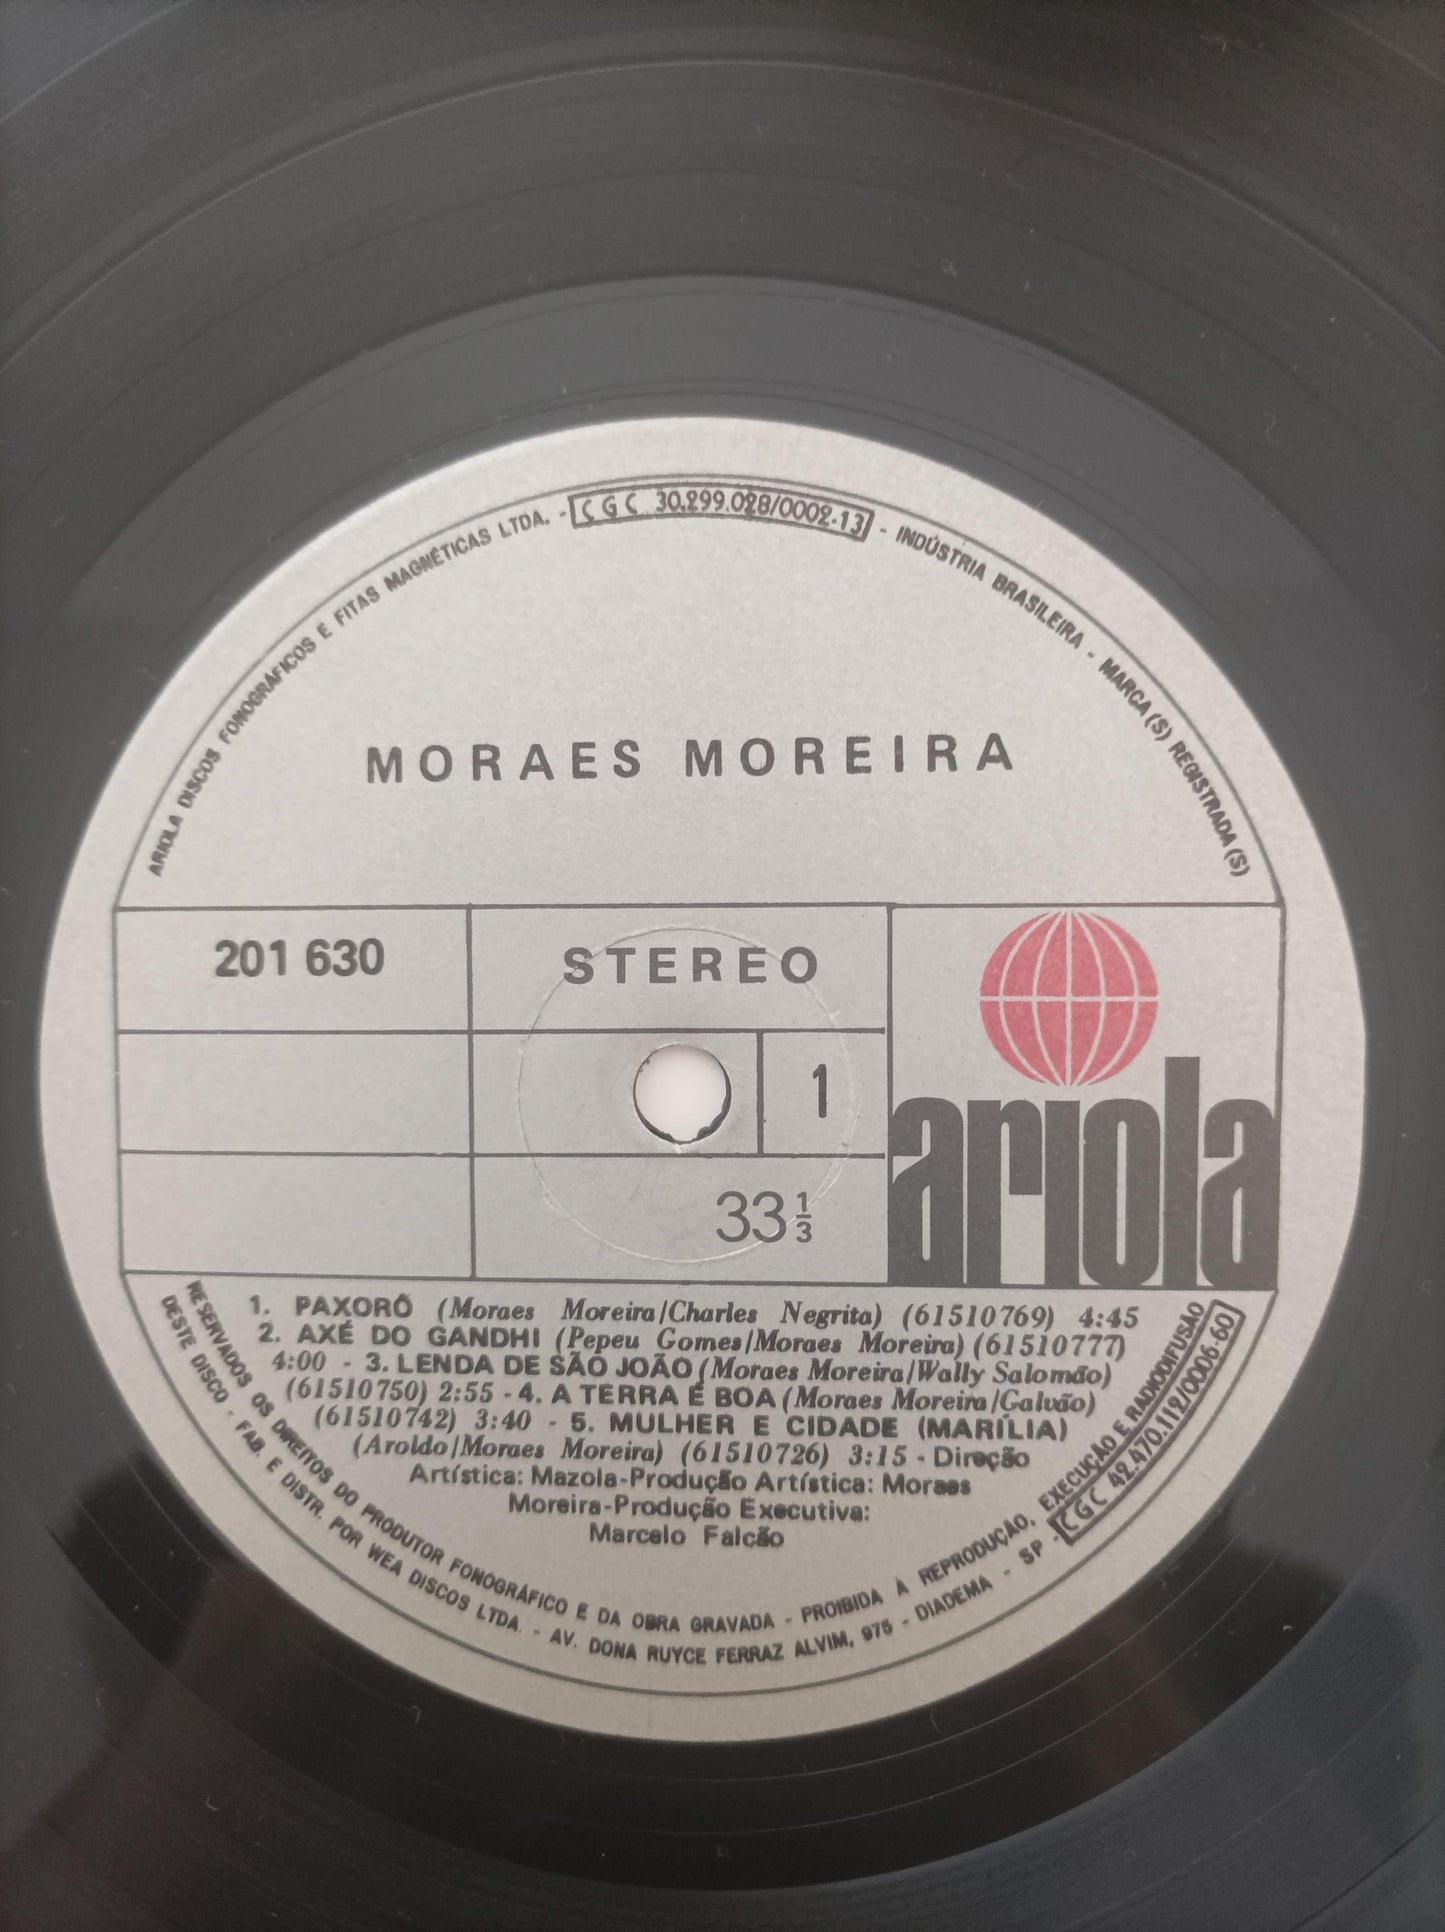 ARIOLA DISCOS FONOGRÁFICOS E FITAS MAGNÉTICAS LTDA. - CGC 30.299.028/0002-13 - INDÚSTRIA BRASILEIRA - MARCA (S) REGISTRADA (S)
MORAES MOREIRA
201 630
STEREO
1
33 1/3
ariola
1. PAXORÔ (Moraes Moreira/Charles Negrita) (61510769) 4:45
2. AXÉ DO GANDHI (Pepeu Gomes/Moraes Moreira) (61510777)
4:00 - 3. LENDA DE SÃO JOÃO (Moraes Moreira/Wally Salomão)
(61510750) 2:55 - 4. A TERRA É BOA (Moraes Moreira/Galvão)
(61510742) 3:40 - 5. MULHER E CIDADE (MARÍLIA)
(Aroldo/Moraes Moreira) (61510726) 3:15 - Direção
Artística: Mazola-Produção Artística: Moraes
Moreira-Produção Executiva:
Marcelo Falcão
RESERVADOS OS DIREITOS DO PRODUTOR FONOGRÁFICO E DA OBRA GRAVADA - PROIBIDA A REPRODUÇÃO, EXECUÇÃO E RADIODIFUSÃO
DESTE DISCO - FAB. E DISTR. POR WEA DISCOS LTDA. - AV. DONA RUYCE FERRAZ ALVIM, 975 - DIADEMA - SP - CGC 42.470.112/0006-60